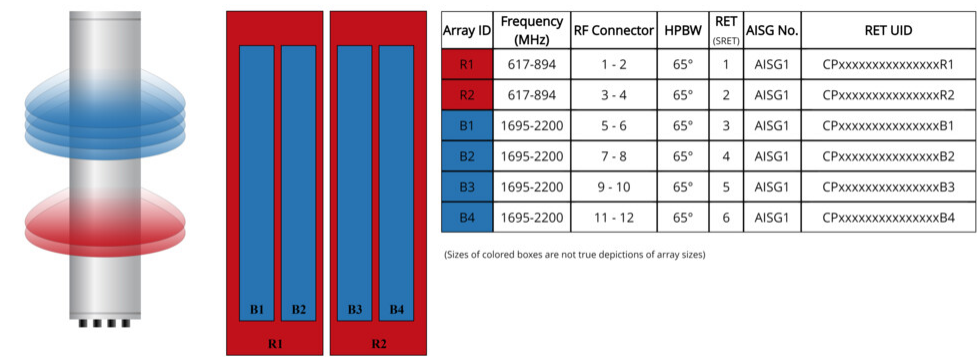 B1 B2 B3 B4
R1 R2
Array ID Frequency (MHz) RF Connector HPBW RET (SRET) AISG No. RET UID
R1 617-894 1 - 2 65° 1 AISG1 CPxxxxxxxxxxxxxxxR1
R2 617-894 3 - 4 65° 2 AISG1 CPxxxxxxxxxxxxxxxR2
B1 1695-2200 5 - 6 65° 3 AISG1 CPxxxxxxxxxxxxxxxB1
B2 1695-2200 7 - 8 65° 4 AISG1 CPxxxxxxxxxxxxxxxB2
B3 1695-2200 9 - 10 65° 5 AISG1 CPxxxxxxxxxxxxxxxB3
B4 1695-2200 11 - 12 65° 6 AISG1 CPxxxxxxxxxxxxxxxB4
(Sizes of colored boxes are not true depictions of array sizes)